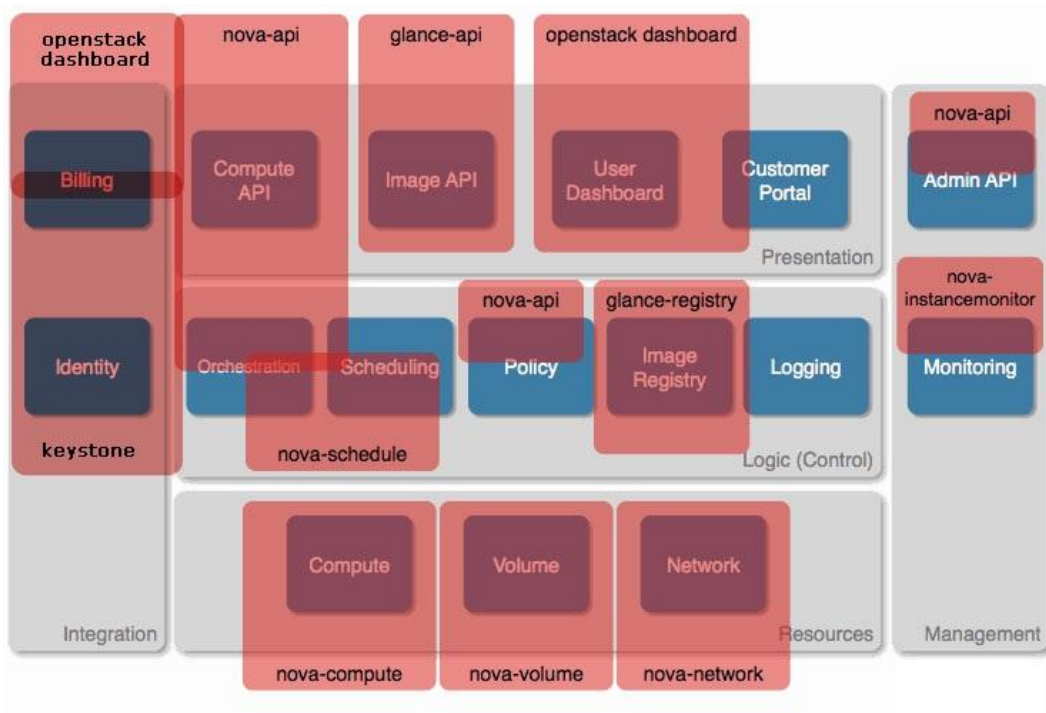 openstack
dashboard
nova-api
glance-api
openstack dashboard
nova-api
Billing
Compute
API
Image API
User
Dashboard
Customer
Portal
Admin API
Presentation
nova-api
glance-registry
nova-
instancemonitor
Identity
Orchestration
Scheduling
Policy
Image
Registry
Logging
Monitoring
keystone
nova-schedule
Logic (Control)
Compute
Volume
Network
Integration
Resources
Management
nova-compute
nova-volume
nova-network